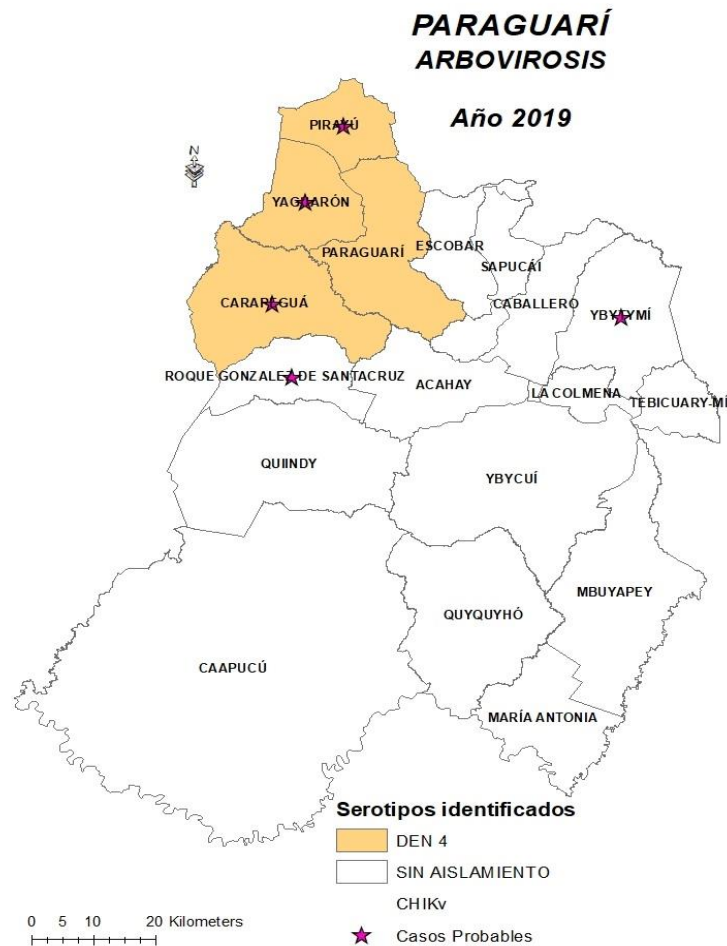 PARAGUARÍ
ARBOVIROSIS
Año 2019
N
PIRAYÚ
YAGUARÓN
PARAGUARÍ
ESCOBAR
SAPUCÁI
CARAPEGUÁ
CABALLERO
YBYTYMÍ
ROQUE GONZALEZ DE SANTACRUZ
ACAHAY
LA COLMENA
TEBICUARY-MÍ
QUIINDY
YBYCUÍ
MBUYAPEY
QUYQUYHÓ
CAAPUCÚ
MARÍA ANTONIA
Serotipos identificados
DEN 4
SIN AISLAMIENTO
CHIKv
Casos Probables
0 5 10 20 Kilometers